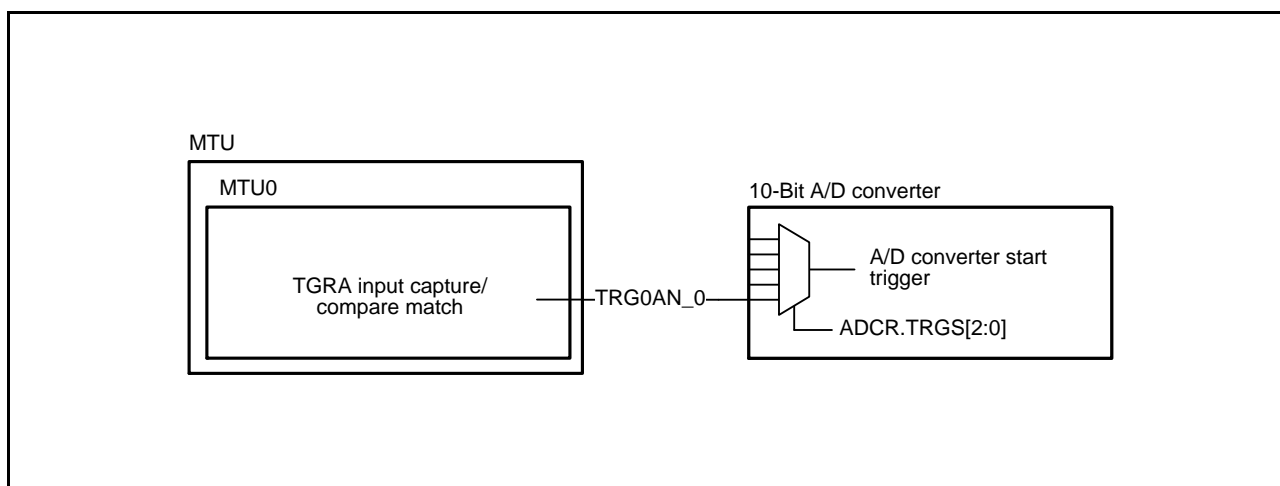 MTU
MTU0
TGRA input capture/
compare match
TRG0AN_0
10-Bit A/D converter
A/D converter start
trigger
ADCR.TRGS[2:0]